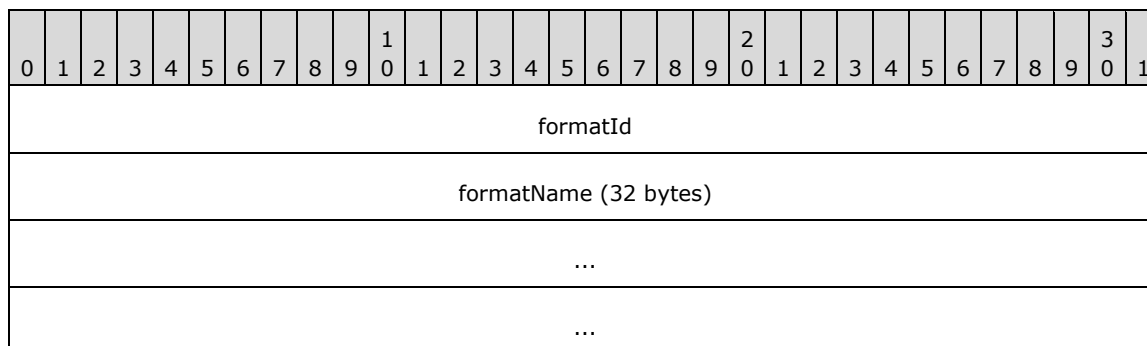 1 2 3
0 1 2 3 4 5 6 7 8 9 0 1 2 3 4 5 6 7 8 9 0 1 2 3 4 5 6 7 8 9 0 1
formatId
formatName (32 bytes)
...
...